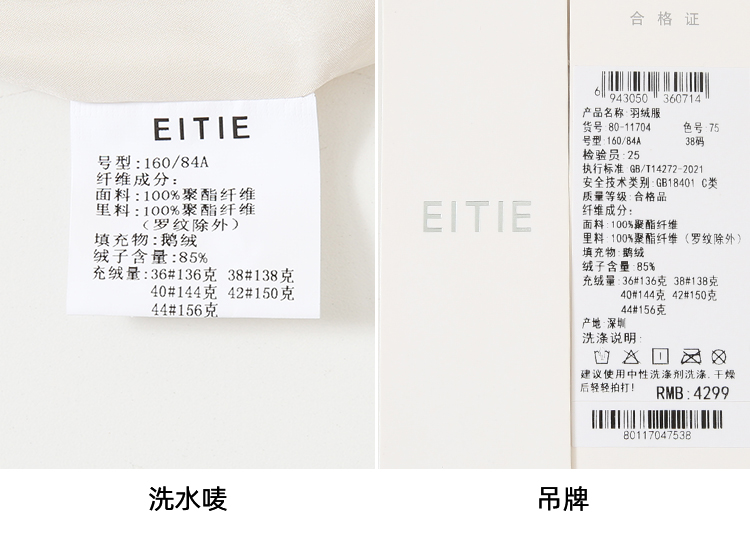 EITIE
号型:160/84A
纤维成分:
面料:100%聚酯纤维
里料:100%聚酯纤维
(罗纹除外)
填充物:鹅绒
绒子含量:85%
充绒量:36#136克 38#138克
40#144克 42#150克
44#156克
洗水唛
EITIE
吊牌
合格证
6 943050 360714
产品名称:羽绒服
货号:80-11704 色号:75
号型:160/84A 38码
检验员:25
执行标准:GB/T14272-2021
安全技术类别:GB18401 C类
质量等级:合格品
纤维成分:
面料:100%聚酯纤维
里料:100%聚酯纤维(罗纹除外)
填充物:鹅绒
绒子含量:85%
充绒量:36#136克 38#138克
40#144克 42#150克
44#156克
产地:深圳
洗涤说明:
建议使用中性洗涤剂洗涤.干燥
后轻轻拍打!
RMB:4299
80117047538